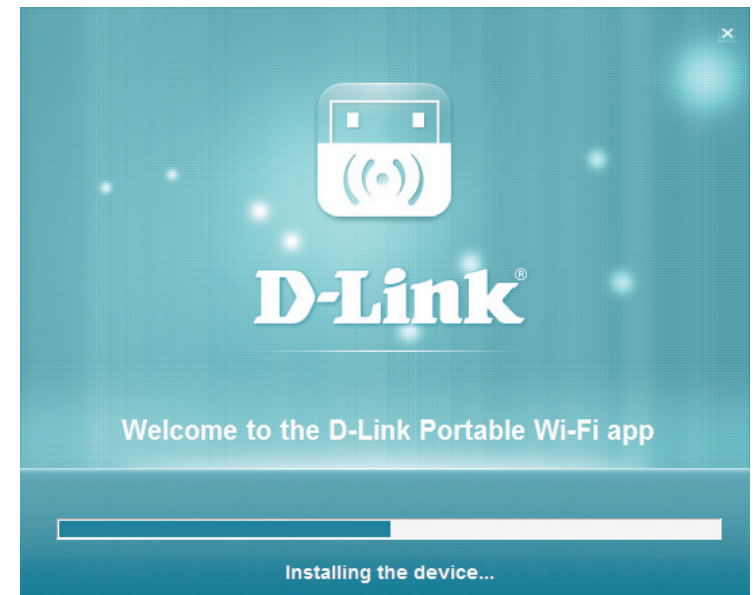 ×
D-Link®
Welcome to the D-Link Portable Wi-Fi app
Installing the device...